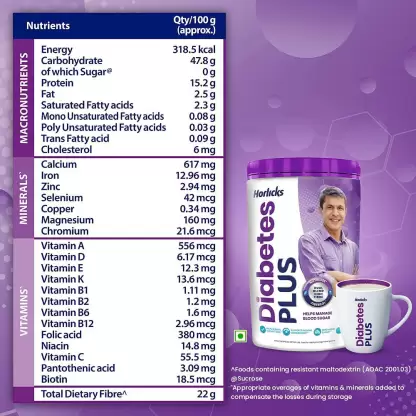 Nutrients Qty/100 g (approx.)
MACRONUTRIENTS
Energy 318.5 kcal
Carbohydrate 47.8 g
of which Sugar@ 0 g
Protein 15.2 g
Fat 2.5 g
Saturated Fatty acids 2.3 g
Mono Unsaturated Fatty acids 0.08 g
Poly Unsaturated Fatty acids 0.03 g
Trans Fatty acid 0.09 g
Cholesterol 6 mg
MINERALS*
Calcium 617 mg
Iron 12.96 mg
Zinc 2.94 mg
Selenium 42 mcg
Copper 0.34 mg
Magnesium 160 mg
Chromium 21.6 mcg
VITAMINS*
Vitamin A 556 mcg
Vitamin D 6.17 mcg
Vitamin E 12.3 mg
Vitamin K 13.6 mcg
Vitamin B1 1.11 mg
Vitamin B2 1.2 mg
Vitamin B6 1.6 mg
Vitamin B12 2.96 mcg
Folic acid 380 mcg
Niacin 14.8 mg
Vitamin C 55.5 mg
Pantothenic acid 3.09 mg
Biotin 18.5 mcg
Total Dietary Fibre^ 22 g
Horlicks
Diabetes
PLUS
HELPS MANAGE
BLOOD SUGAR
Horlicks
Diabetes
PLUS
^Foods containing resistant maltodextrin (AOAC 2001.03)
@Sucrose
*Appropriate overages of vitamins & minerals added to
compensate the losses during storage